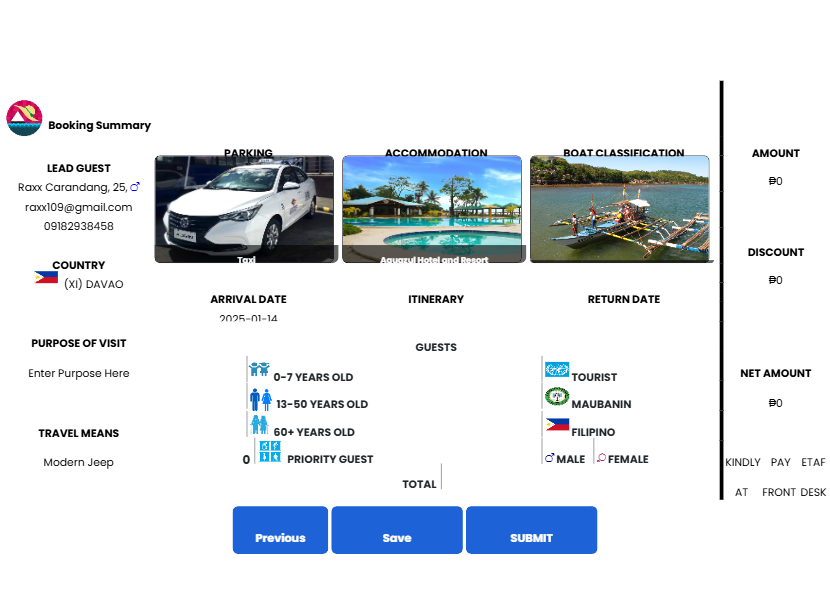 Booking Summary
PARKING
ACCOMMODATION
BOAT CLASSIFICATION
LEAD GUEST
Raxx Carandang, 25, ♂
raxx109@gmail.com
09182938458
COUNTRY
(XI) DAVAO
PURPOSE OF VISIT
Enter Purpose Here
TRAVEL MEANS
Modern Jeep
Taxi
Aquazul Hotel and Resort
ARRIVAL DATE
2025-01-14
ITINERARY
RETURN DATE
GUESTS
0-7 YEARS OLD
13-50 YEARS OLD
60+ YEARS OLD
0 PRIORITY GUEST
TOURIST
MAUBANIN
FILIPINO
♂ MALE ♀ FEMALE
TOTAL
AMOUNT
₱0
DISCOUNT
₱0
NET AMOUNT
₱0
KINDLY PAY ETAF
AT FRONT DESK
Previous
Save
SUBMIT